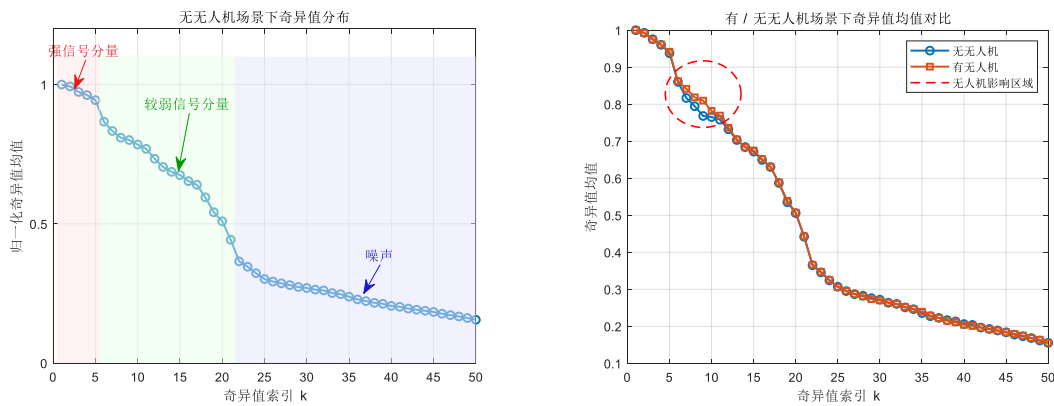 无无人机场景下奇异值分布
强信号分量
较弱信号分量
噪声
归一化奇异值均值
1
0.5
0
0 5 10 15 20 25 30 35 40 45 50
奇异值索引 k
有 / 无无人机场景下奇异值均值对比
无无人机
有无人机
无人机影响区域
奇异值均值
1
0.9
0.8
0.7
0.6
0.5
0.4
0.3
0.2
0.1
0 5 10 15 20 25 30 35 40 45 50
奇异值索引 k